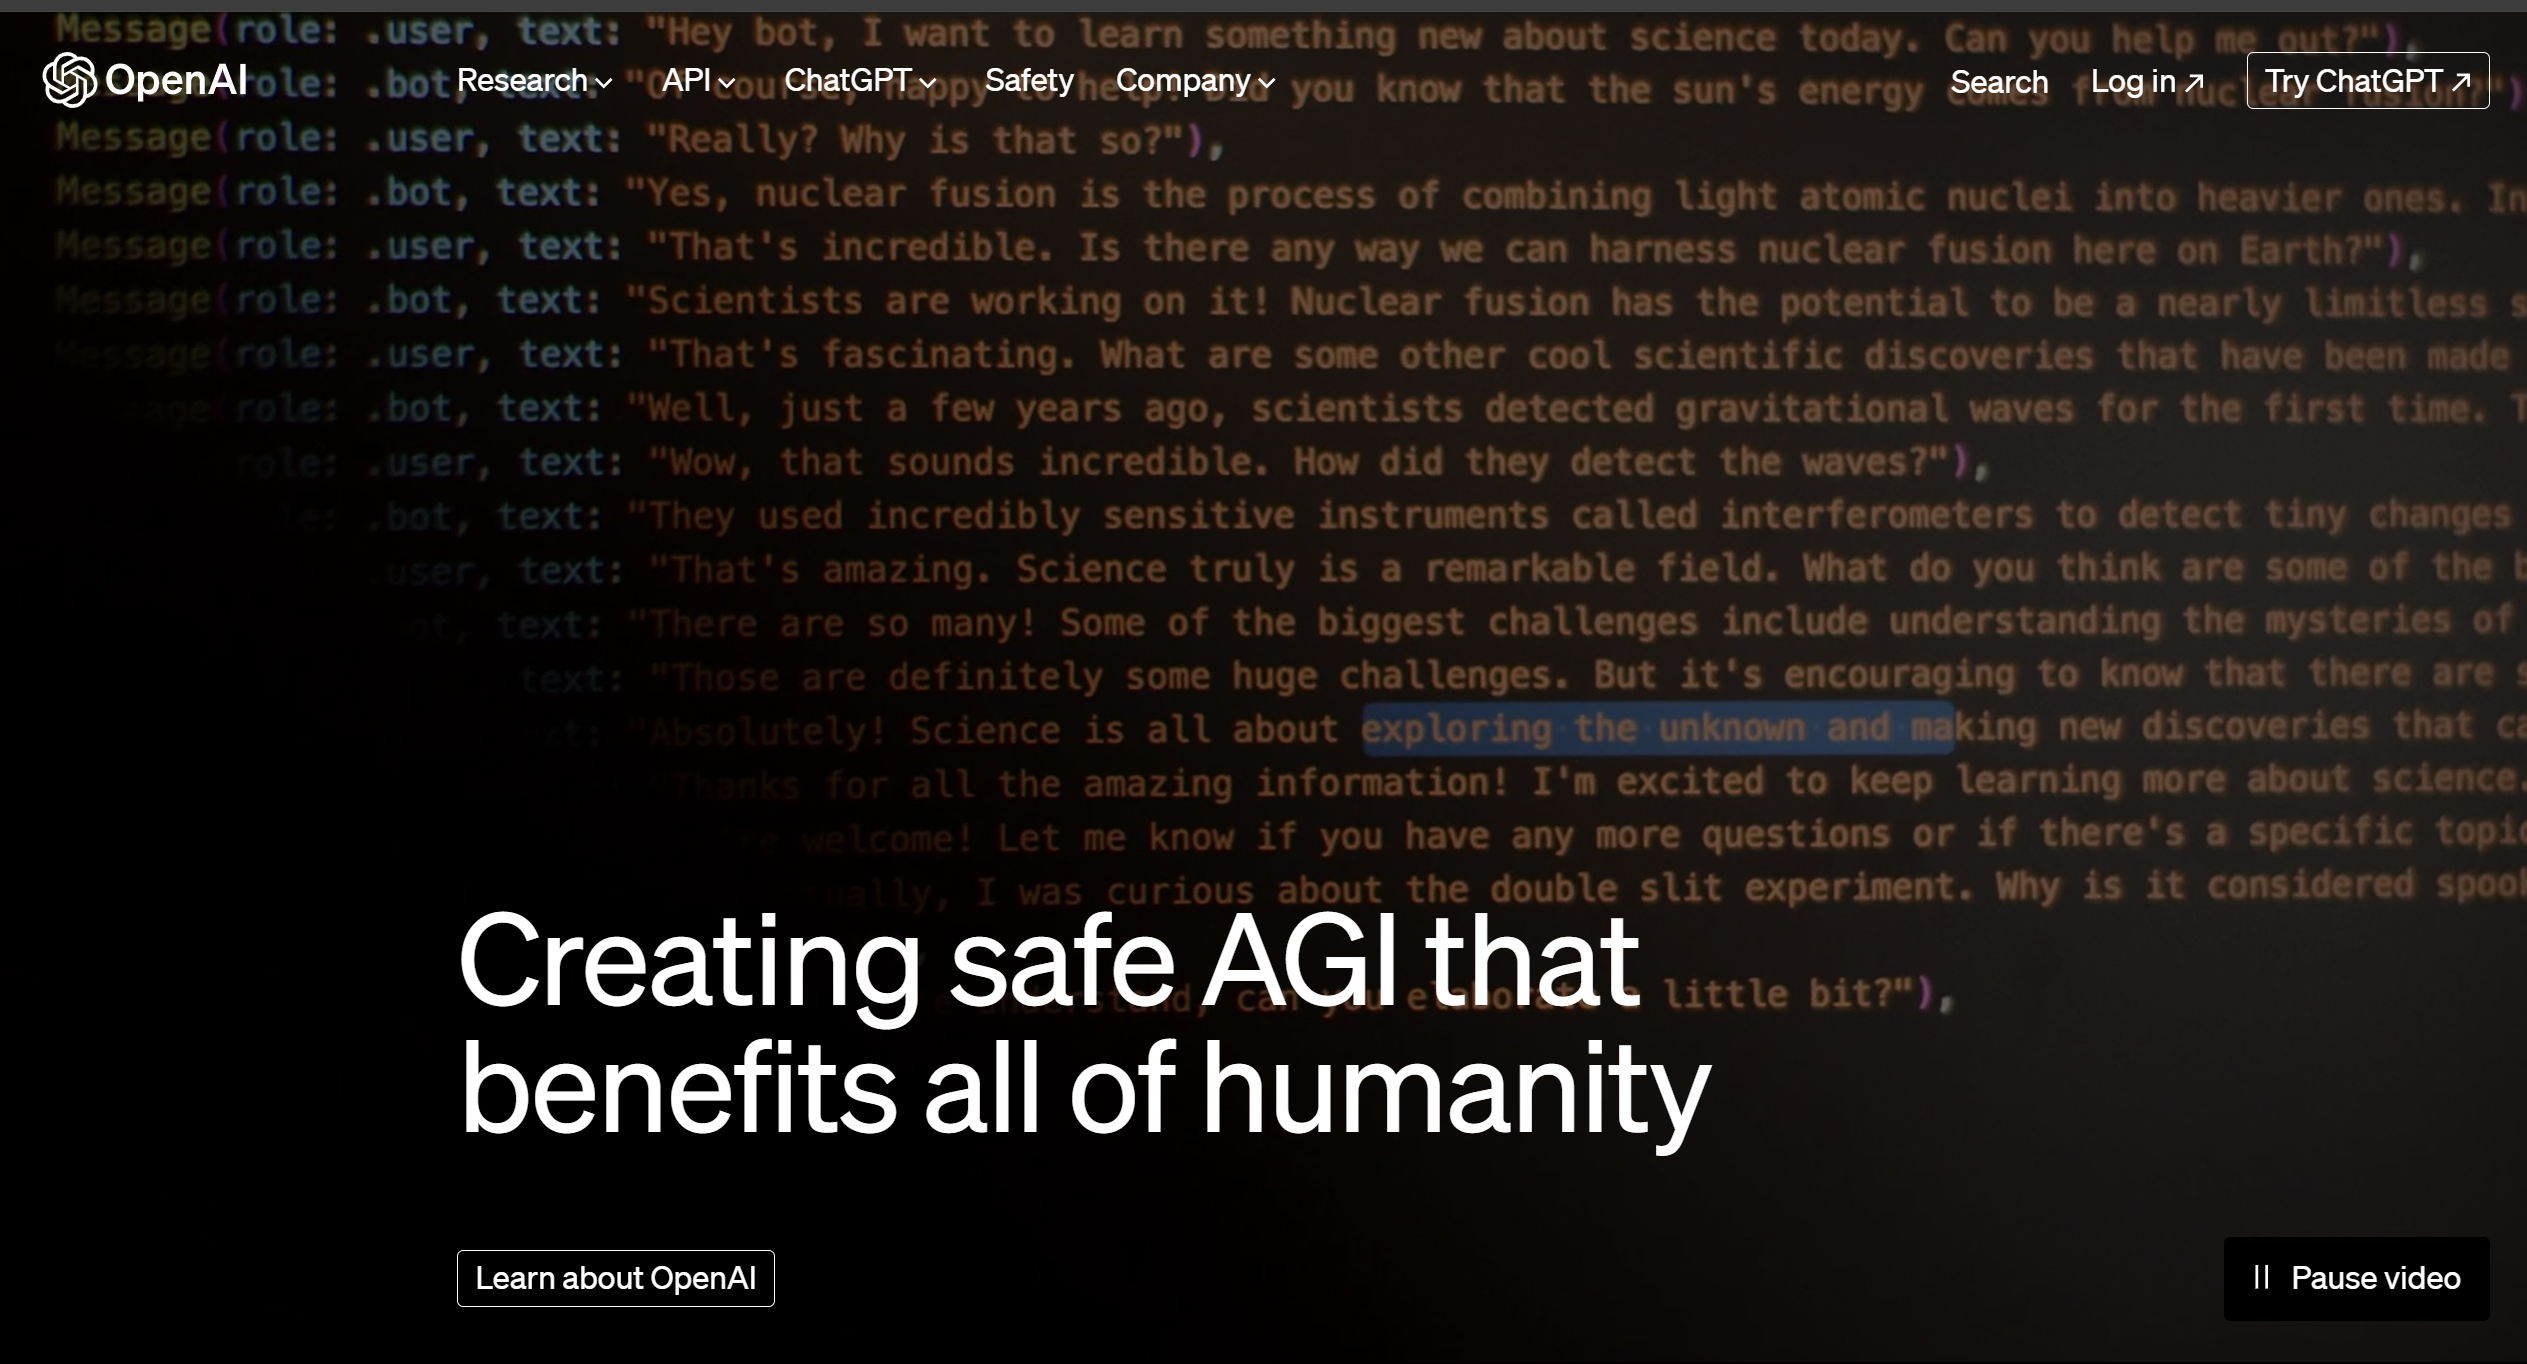 Message(role: .user, text: "Hey bot, I want to learn something new about science today. Can you help me out?"),
OpenAI
Research
API
ChatGPT
Safety
Company
Search
Log in
Try ChatGPT
.bot, text: "Of course, happy to help! Did you know that the sun's energy comes from nuclear fusion?")
Message(role: .user, text: "Really? Why is that so?"),
Message(role: .bot, text: "Yes, nuclear fusion is the process of combining light atomic nuclei into heavier ones. In
Message(role: .user, text: "That's incredible. Is there any way we can harness nuclear fusion here on Earth?"),
Message(role: .bot, text: "Scientists are working on it! Nuclear fusion has the potential to be a nearly limitless s
Message(role: .user, text: "That's fascinating. What are some other cool scientific discoveries that have been made
role: .bot, text: "Well, just a few years ago, scientists detected gravitational waves for the first time. T
role: .user, text: "Wow, that sounds incredible. How did they detect the waves?"),
.bot, text: "They used incredibly sensitive instruments called interferometers to detect tiny changes
.user, text: "That's amazing. Science truly is a remarkable field. What do you think are some of the b
text: "There are so many! Some of the biggest challenges include understanding the mysteries of
text: "Those are definitely some huge challenges. But it's encouraging to know that there are s
"Absolutely! Science is all about exploring the unknown and making new discoveries that ca
"Thanks for all the amazing information! I'm excited to keep learning more about science.
welcome! Let me know if you have any more questions or if there's a specific topic
I was curious about the double slit experiment. Why is it considered spook
understand, can you elaborate a little bit?"),
Creating safe AGI that
benefits all of humanity
Learn about OpenAI
Pause video